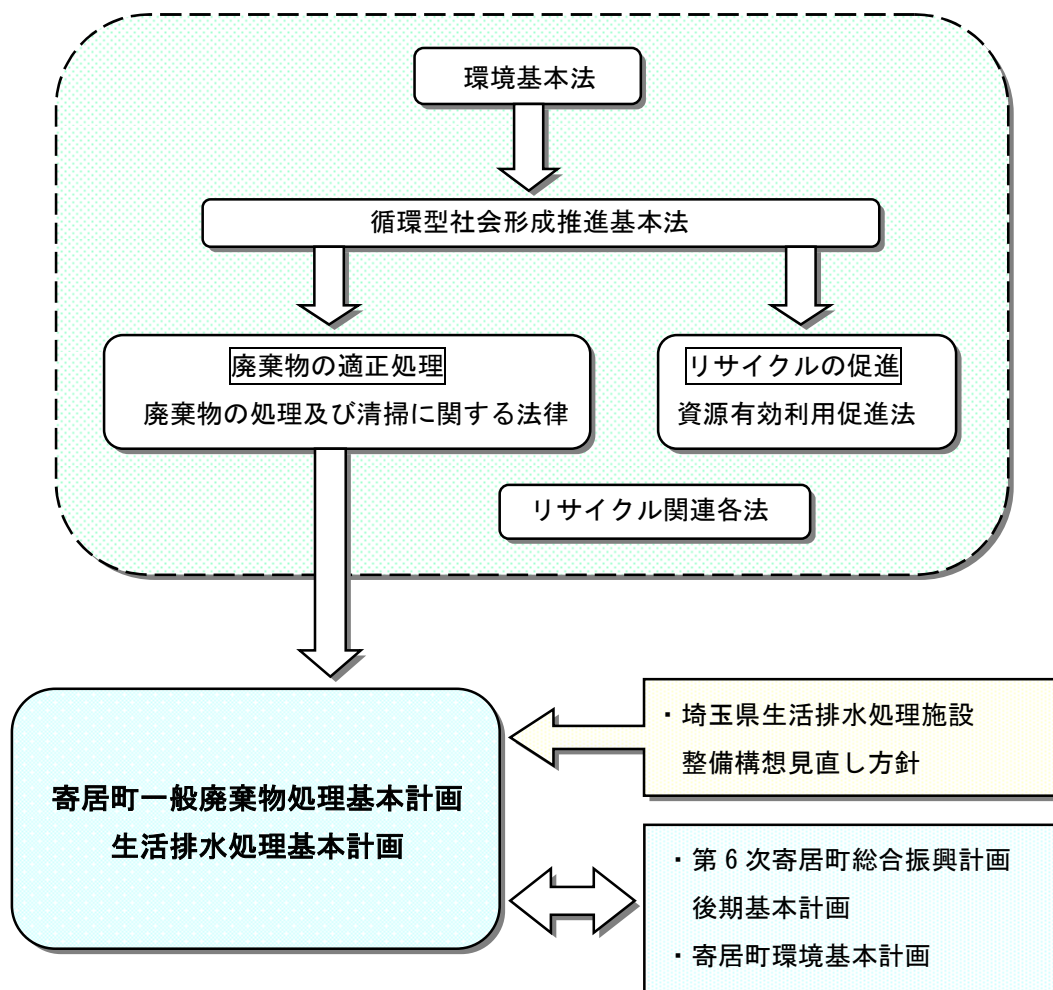 環境基本法
循環型社会形成推進基本法
廃棄物の適正処理
廃棄物の処理及び清掃に関する法律
リサイクルの促進
資源有効利用促進法
リサイクル関連各法
寄居町一般廃棄物処理基本計画
生活排水処理基本計画
・埼玉県生活排水処理施設
整備構想見直し方針
・第6次寄居町総合振興計画
後期基本計画
・寄居町環境基本計画